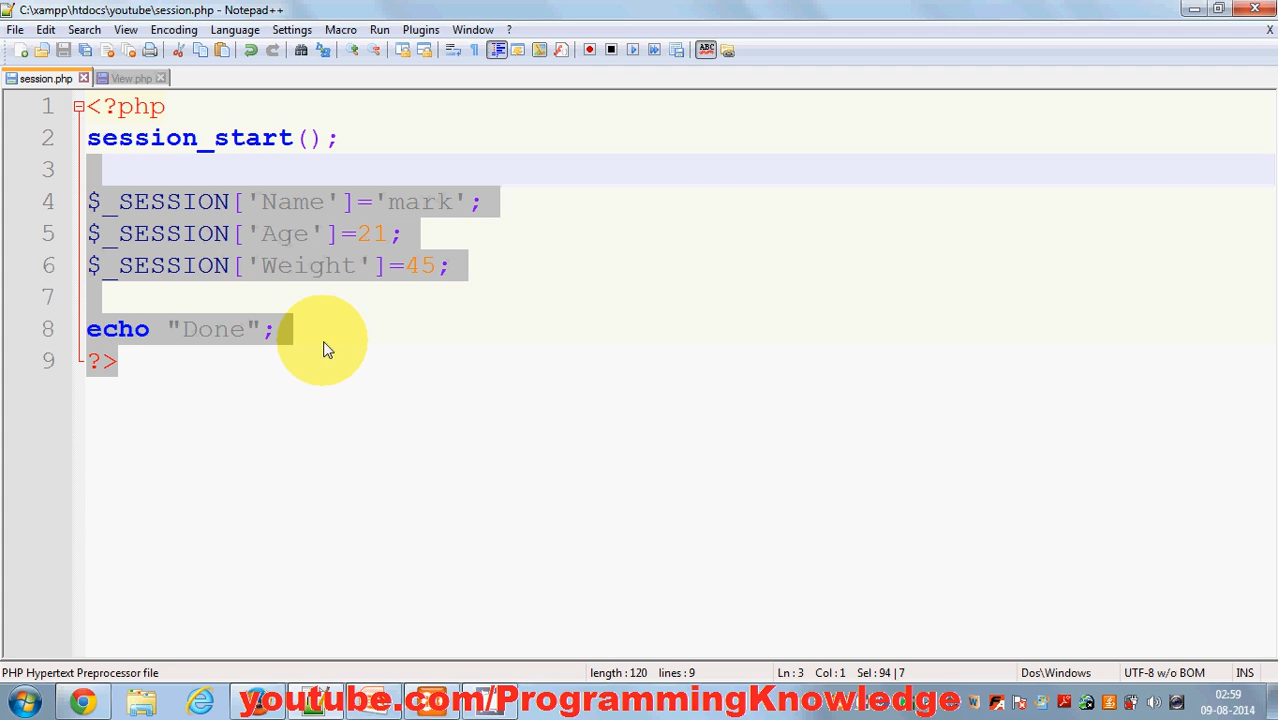 C:\xampp\htdocs\youtube\session.php - Notepad++
File Edit Search View Encoding Language Settings Macro Run Plugins Window ? X
ABC
session.php View.php
1 <?php
2 session_start();
3
4 $_SESSION['Name']='mark';
5 $_SESSION['Age']=21;
6 $_SESSION['Weight']=45;
7
8 echo "Done";
9 ?>
PHP Hypertext Preprocessor file length : 120 lines : 9 Ln : 3 Col : 1 Sel : 94 | 7 Dos\Windows UTF-8 w/o BOM INS
youtube.com/ProgrammingKnowledge
02:59
09-08-2014